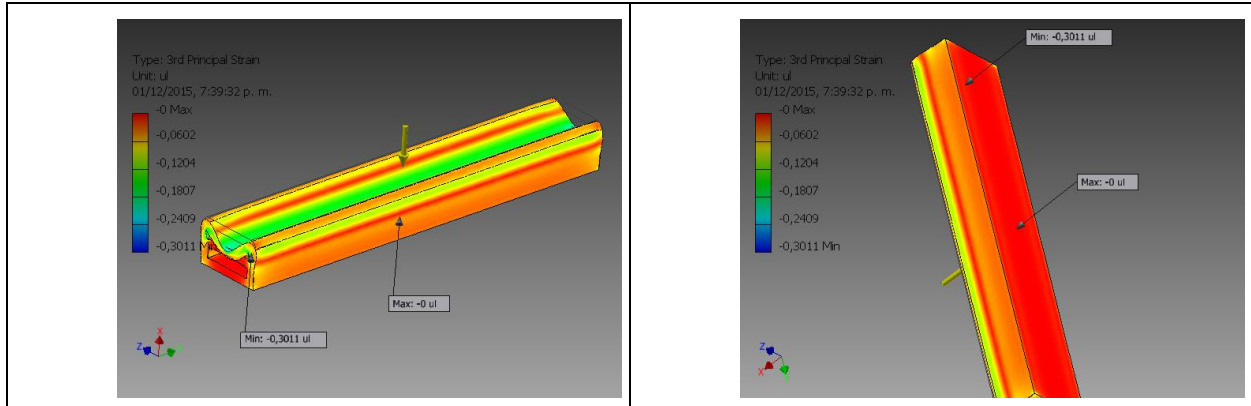 Type: 3rd Principal Strain
Unit: ul
01/12/2015, 7:39:32 p. m.
-0 Max
-0,0602
-0,1204
-0,1807
-0,2409
-0,3011 Min
Max: -0 ul
Min: -0,3011 ul
Z
X
Min: -0,3011 ul
Type: 3rd Principal Strain
Unit: ul
01/12/2015, 7:39:32 p. m.
-0 Max
-0,0602
-0,1204
-0,1807
-0,2409
-0,3011 Min
Max: -0 ul
Z
X